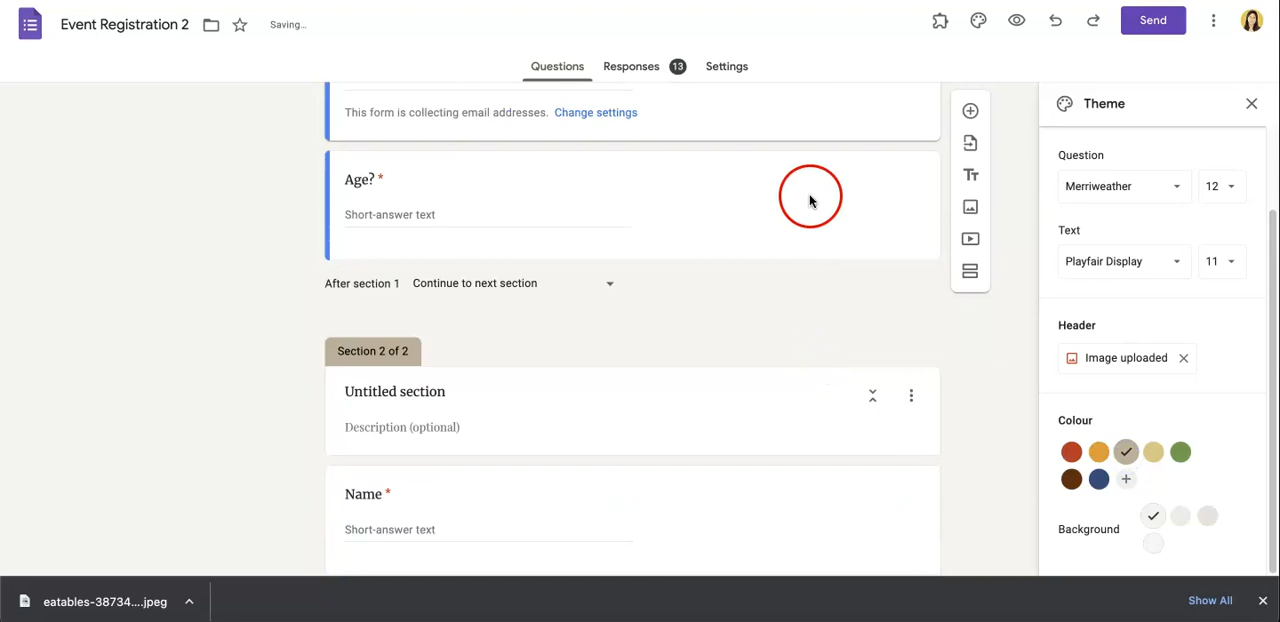 Event Registration 2
Saving...
Send
Questions
Responses 13
Settings
This form is collecting email addresses. Change settings
Age? *
Short-answer text
After section 1 Continue to next section
Section 2 of 2
Untitled section
Description (optional)
Name *
Short-answer text
Theme
Question
Merriweather 12
Text
Playfair Display 11
Header
Image uploaded
Colour
Background
eatables-38734....jpeg
Show All